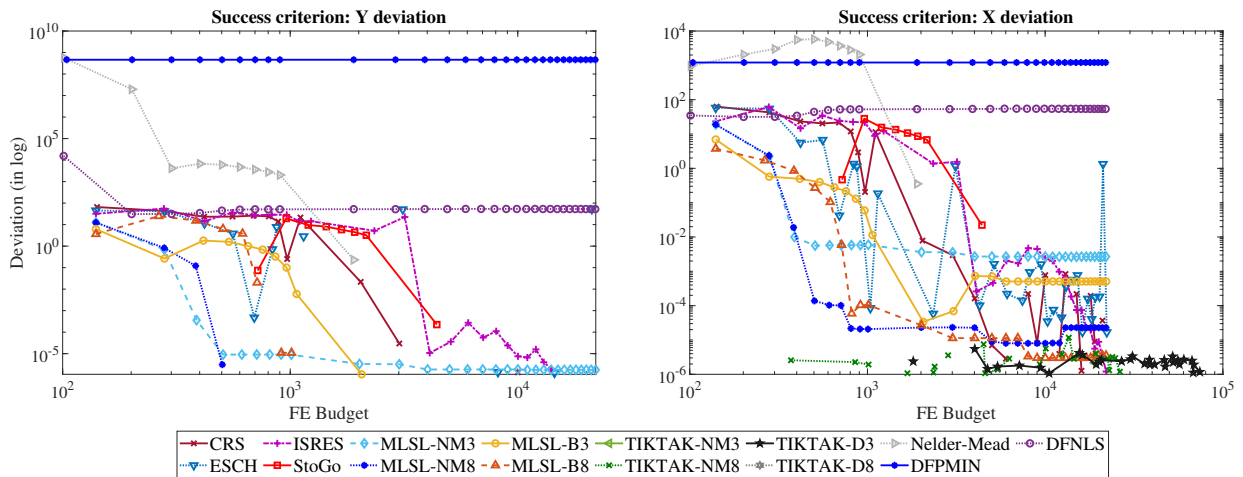 Success criterion: Y deviation
Success criterion: X deviation
Deviation (in log)
10^10
10^5
10^0
10^-5
10^2
10^3
10^4
FE Budget
10^4
10^2
10^0
10^-2
10^-4
10^-6
10^2
10^3
10^4
10^5
FE Budget
CRS ISRES MLSL-NM3 MLSL-B3 TIKTAK-NM3 TIKTAK-D3 Nelder-Mead DFNLS
ESCH StoGo MLSL-NM8 MLSL-B8 TIKTAK-NM8 TIKTAK-D8 DFPMIN